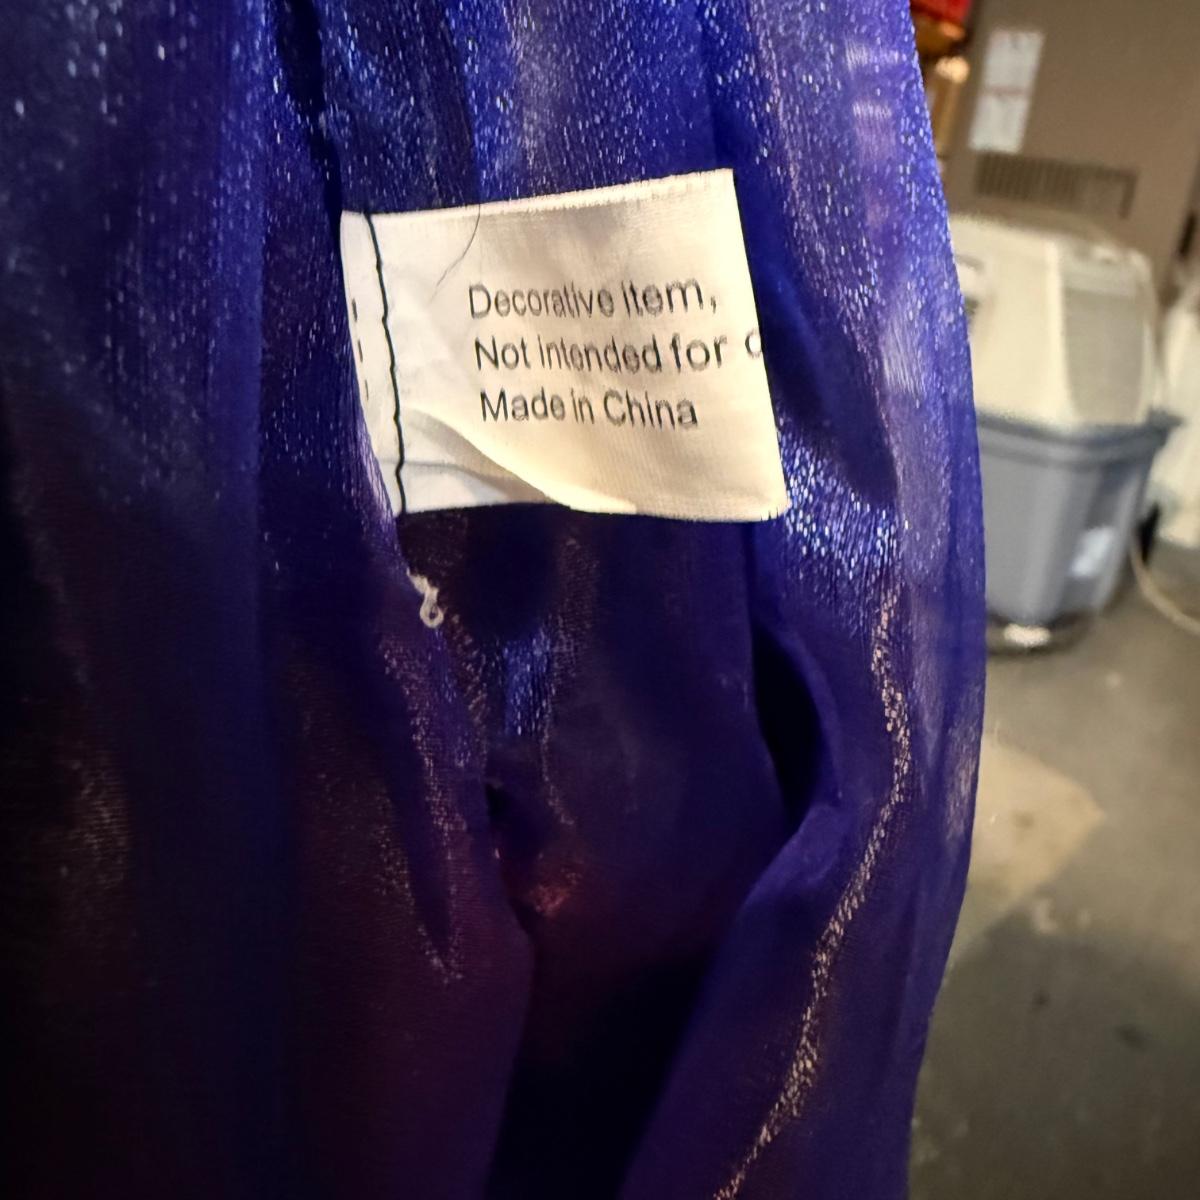 Decorative item,
Not intended for c
Made in China